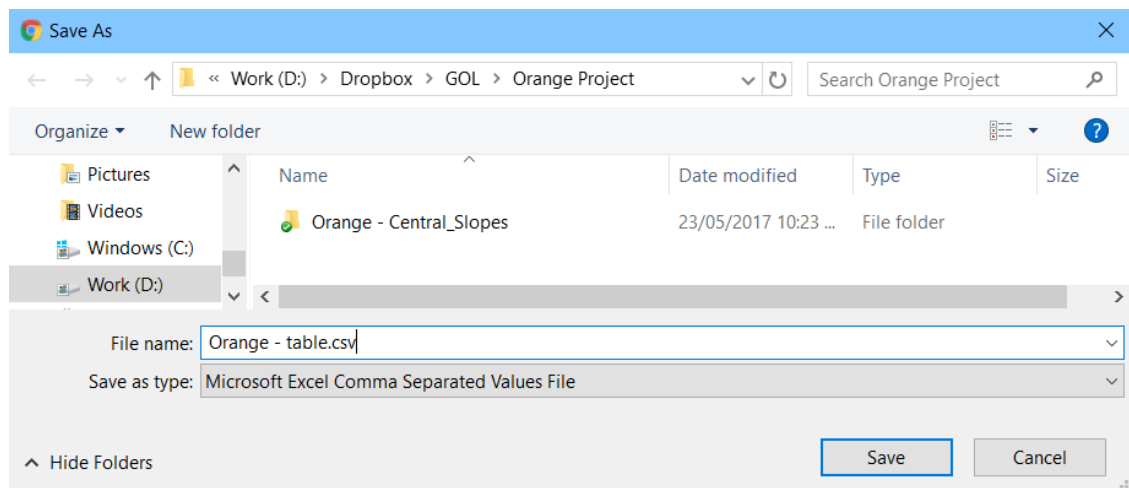 Save As
« Work (D:) > Dropbox > GOL > Orange Project
Search Orange Project
Organize
New folder
?
Pictures
Videos
Windows (C:)
Work (D:)
Name Date modified Type Size
Orange - Central_Slopes 23/05/2017 10:23 ... File folder
File name: Orange - table.csv
Save as type: Microsoft Excel Comma Separated Values File
Hide Folders
Save
Cancel